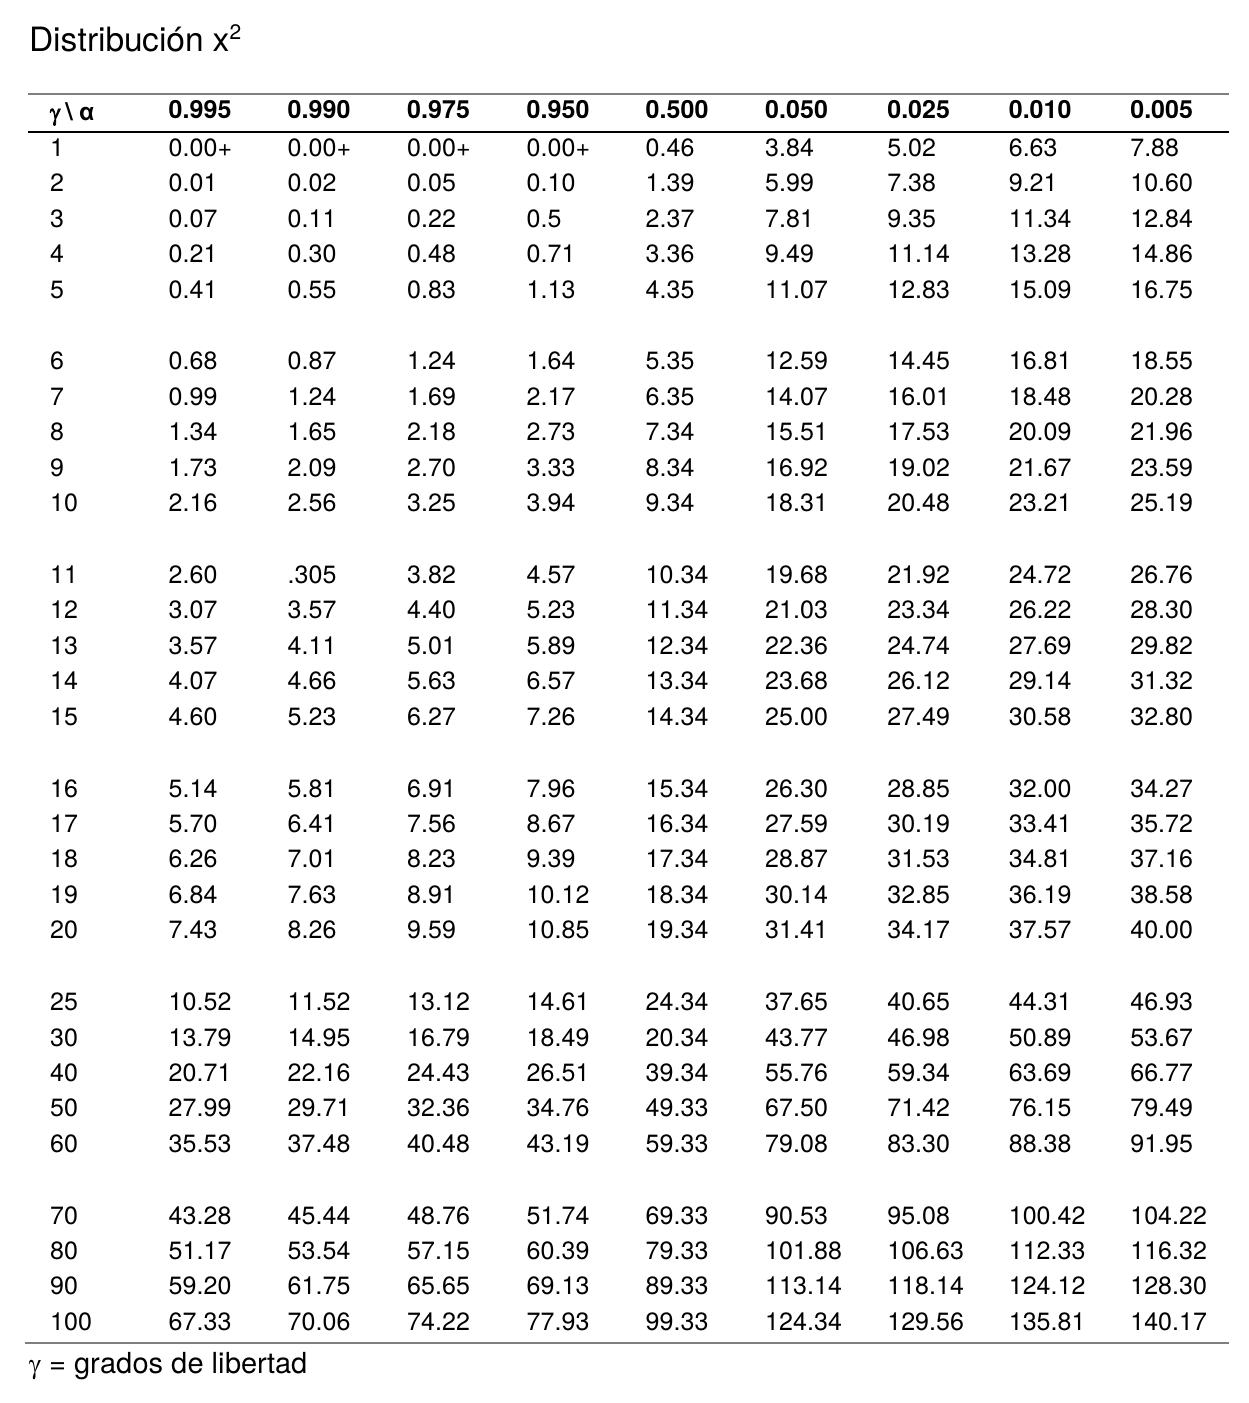 Distribución x²
γ \ α 0.995 0.990 0.975 0.950 0.500 0.050 0.025 0.010 0.005
1 0.00+ 0.00+ 0.00+ 0.00+ 0.46 3.84 5.02 6.63 7.88
2 0.01 0.02 0.05 0.10 1.39 5.99 7.38 9.21 10.60
3 0.07 0.11 0.22 0.5 2.37 7.81 9.35 11.34 12.84
4 0.21 0.30 0.48 0.71 3.36 9.49 11.14 13.28 14.86
5 0.41 0.55 0.83 1.13 4.35 11.07 12.83 15.09 16.75
6 0.68 0.87 1.24 1.64 5.35 12.59 14.45 16.81 18.55
7 0.99 1.24 1.69 2.17 6.35 14.07 16.01 18.48 20.28
8 1.34 1.65 2.18 2.73 7.34 15.51 17.53 20.09 21.96
9 1.73 2.09 2.70 3.33 8.34 16.92 19.02 21.67 23.59
10 2.16 2.56 3.25 3.94 9.34 18.31 20.48 23.21 25.19
11 2.60 .305 3.82 4.57 10.34 19.68 21.92 24.72 26.76
12 3.07 3.57 4.40 5.23 11.34 21.03 23.34 26.22 28.30
13 3.57 4.11 5.01 5.89 12.34 22.36 24.74 27.69 29.82
14 4.07 4.66 5.63 6.57 13.34 23.68 26.12 29.14 31.32
15 4.60 5.23 6.27 7.26 14.34 25.00 27.49 30.58 32.80
16 5.14 5.81 6.91 7.96 15.34 26.30 28.85 32.00 34.27
17 5.70 6.41 7.56 8.67 16.34 27.59 30.19 33.41 35.72
18 6.26 7.01 8.23 9.39 17.34 28.87 31.53 34.81 37.16
19 6.84 7.63 8.91 10.12 18.34 30.14 32.85 36.19 38.58
20 7.43 8.26 9.59 10.85 19.34 31.41 34.17 37.57 40.00
25 10.52 11.52 13.12 14.61 24.34 37.65 40.65 44.31 46.93
30 13.79 14.95 16.79 18.49 20.34 43.77 46.98 50.89 53.67
40 20.71 22.16 24.43 26.51 39.34 55.76 59.34 63.69 66.77
50 27.99 29.71 32.36 34.76 49.33 67.50 71.42 76.15 79.49
60 35.53 37.48 40.48 43.19 59.33 79.08 83.30 88.38 91.95
70 43.28 45.44 48.76 51.74 69.33 90.53 95.08 100.42 104.22
80 51.17 53.54 57.15 60.39 79.33 101.88 106.63 112.33 116.32
90 59.20 61.75 65.65 69.13 89.33 113.14 118.14 124.12 128.30
100 67.33 70.06 74.22 77.93 99.33 124.34 129.56 135.81 140.17
γ = grados de libertad